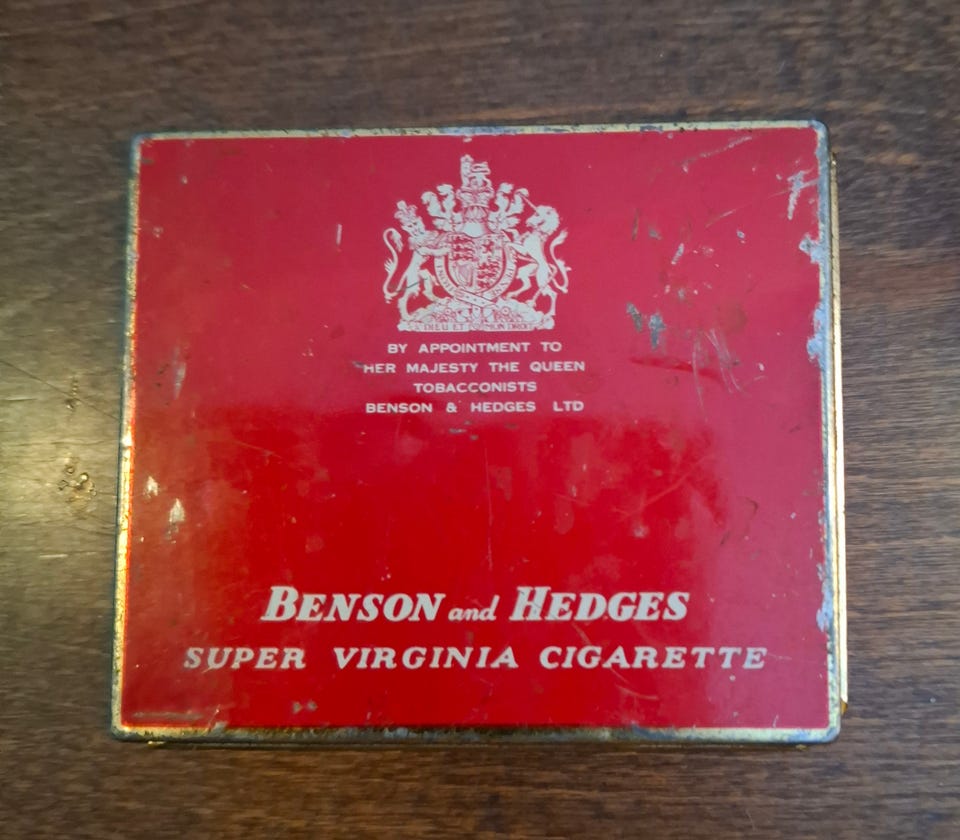 DIEU ET MON DROIT
BY APPOINTMENT TO
HER MAJESTY THE QUEEN
TOBACCONISTS
BENSON & HEDGES LTD
BENSON and HEDGES
SUPER VIRGINIA CIGARETTE